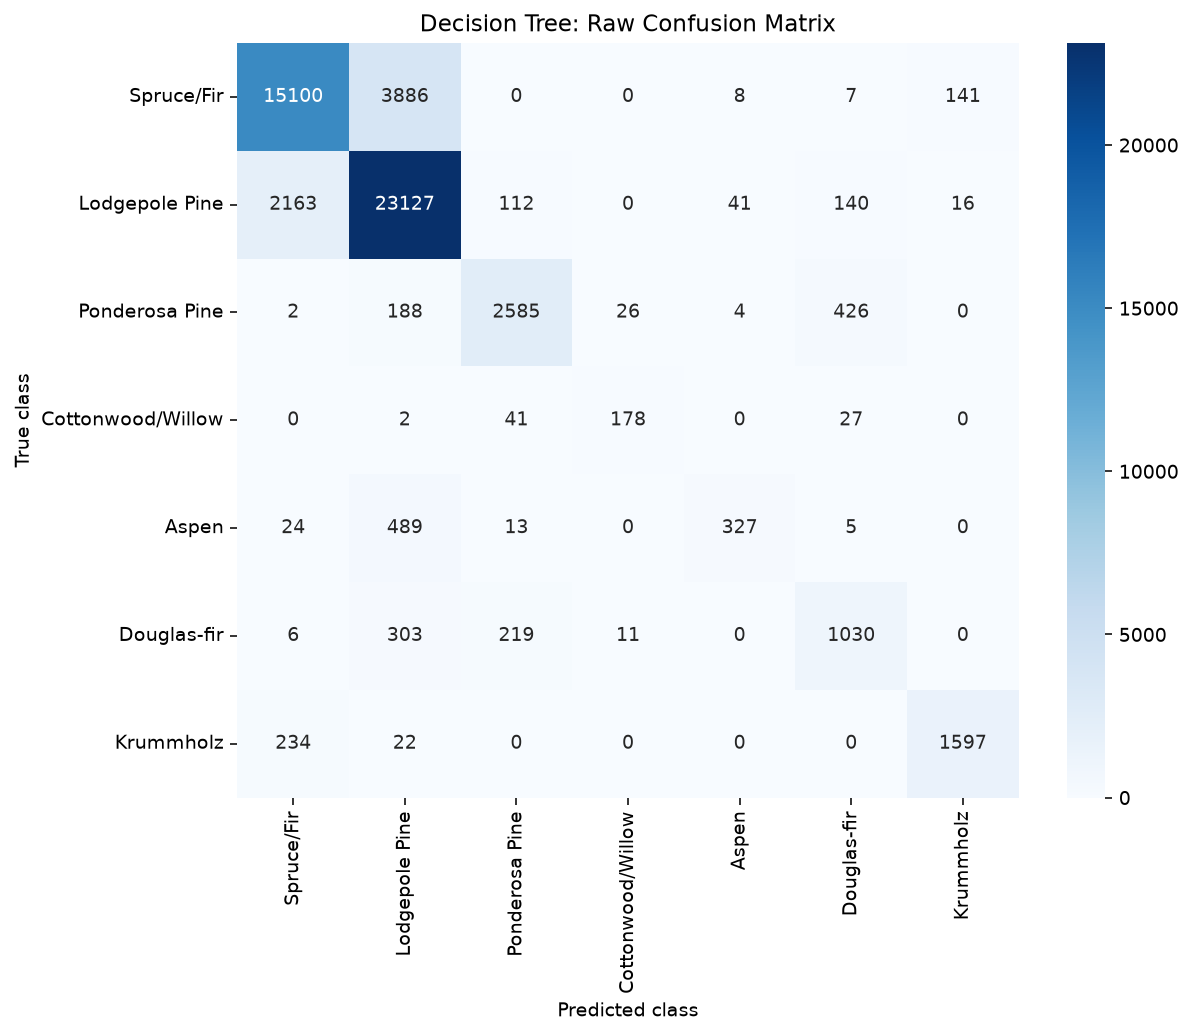 Decision Tree: Raw Confusion Matrix
Spruce/Fir 15100 3886 0 0 8 7 141
Lodgepole Pine 2163 23127 112 0 41 140 16
Ponderosa Pine 2 188 2585 26 4 426 0
Cottonwood/Willow 0 2 41 178 0 27 0
Aspen 24 489 13 0 327 5 0
Douglas-fir 6 303 219 11 0 1030 0
Krummholz 234 22 0 0 0 0 1597
True class
Spruce/Fir
Lodgepole Pine
Ponderosa Pine
Cottonwood/Willow
Aspen
Douglas-fir
Krummholz
Predicted class
20000
15000
10000
5000
0